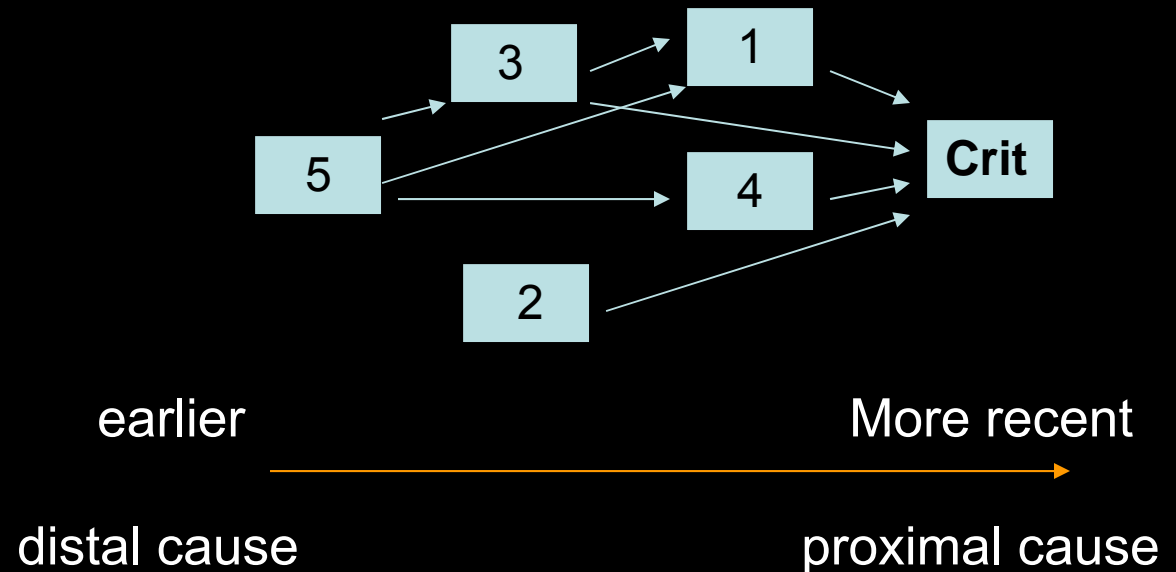 3
1
5
4
Crit
2
earlier
More recent
distal cause
proximal cause